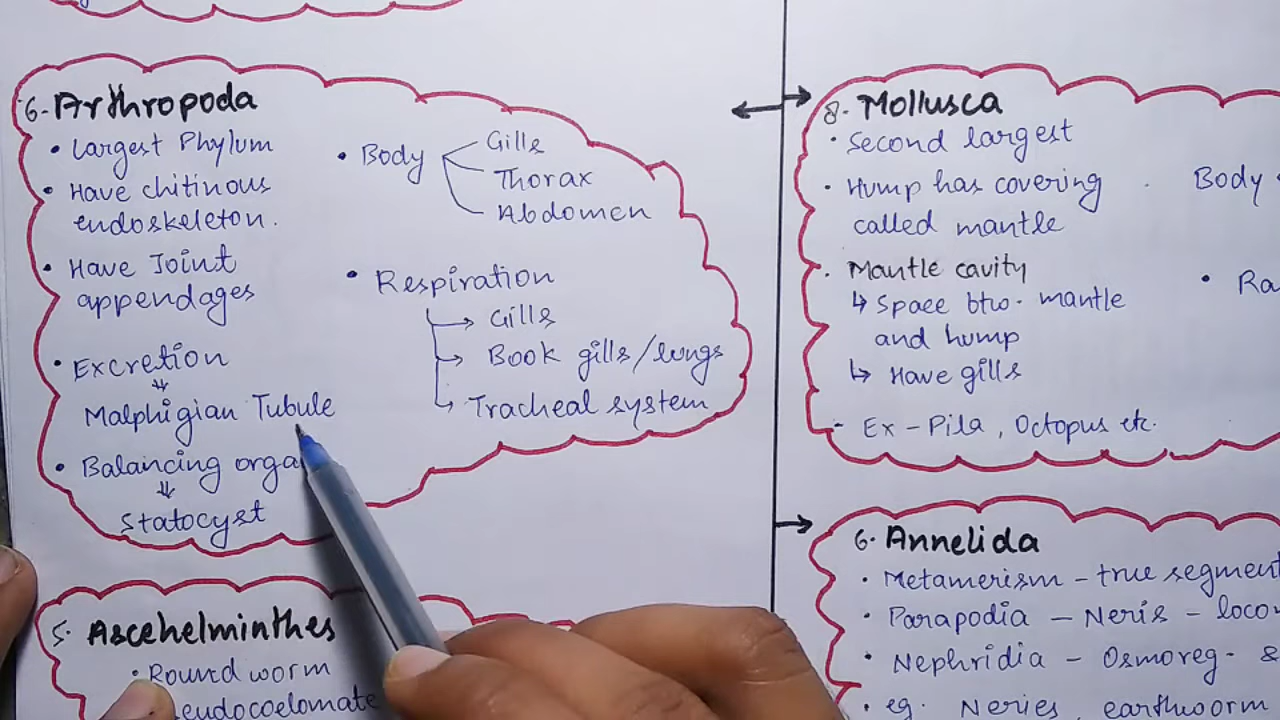 6. Arthropoda
• Largest Phylum
• Have chitinous
endoskeleton.
• Have Joint
appendages
• Excretion
Malphigian Tubule
• Balancing orga
Statocyst
• Body
Gills
Thorax
Abdomen
• Respiration
Gills
Book gills/lungs
Tracheal system
5. Ascehelminthes
• Round worm
eudocoelomate
8. Mollusca
• Second largest
• Hump has covering
called mantle
• Mantle cavity
↳ Space btw. mantle
and hump
↳ Have gills
- Ex - Pila, Octopus etc.
Body
• Ra
6. Annelida
• Metamerism - true segment
• Parapodia - Neris - loco
• Nephridia - Osmoreg. &
• eg. Neries, earthworm